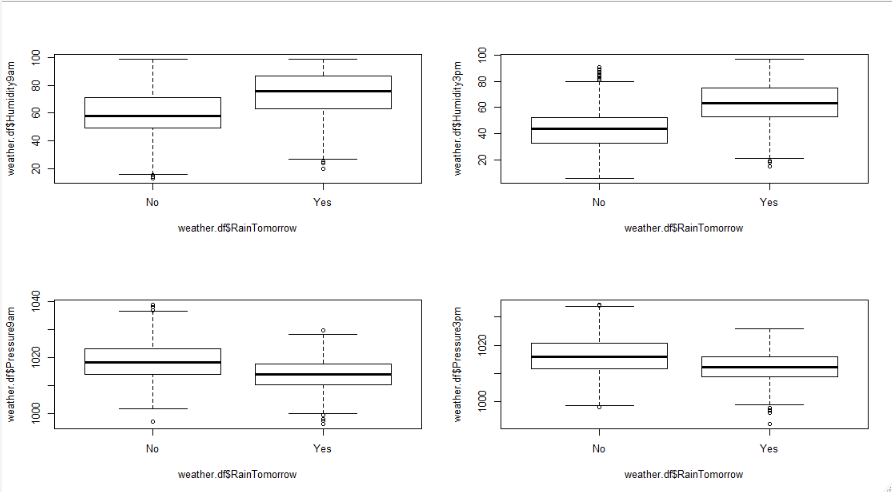 weather.df$Humidity9am
100
80
60
40
20
No Yes
weather.df$RainTomorrow
weather.df$Humidity3pm
100
80
60
40
20
No Yes
weather.df$RainTomorrow
weather.df$Pressure9am
1040
1020
1000
No Yes
weather.df$RainTomorrow
weather.df$Pressure3pm
1020
1000
No Yes
weather.df$RainTomorrow